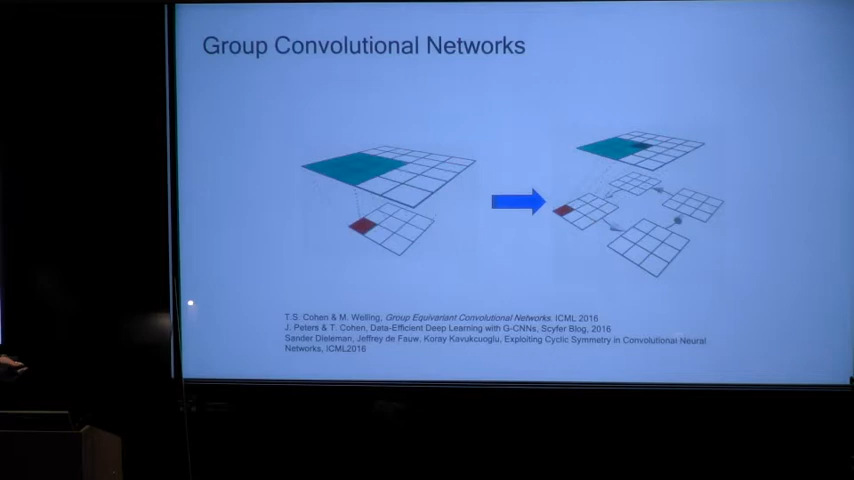 Group Convolutional Networks
T.S. Cohen & M. Welling, Group Equivariant Convolutional Networks. ICML 2016
J. Peters & T. Cohen, Data-Efficient Deep Learning with G-CNNs, Scyfer Blog, 2016
Sander Dieleman, Jeffrey de Fauw, Koray Kavukcuoglu, Exploiting Cyclic Symmetry in Convolutional Neural
Networks, ICML2016